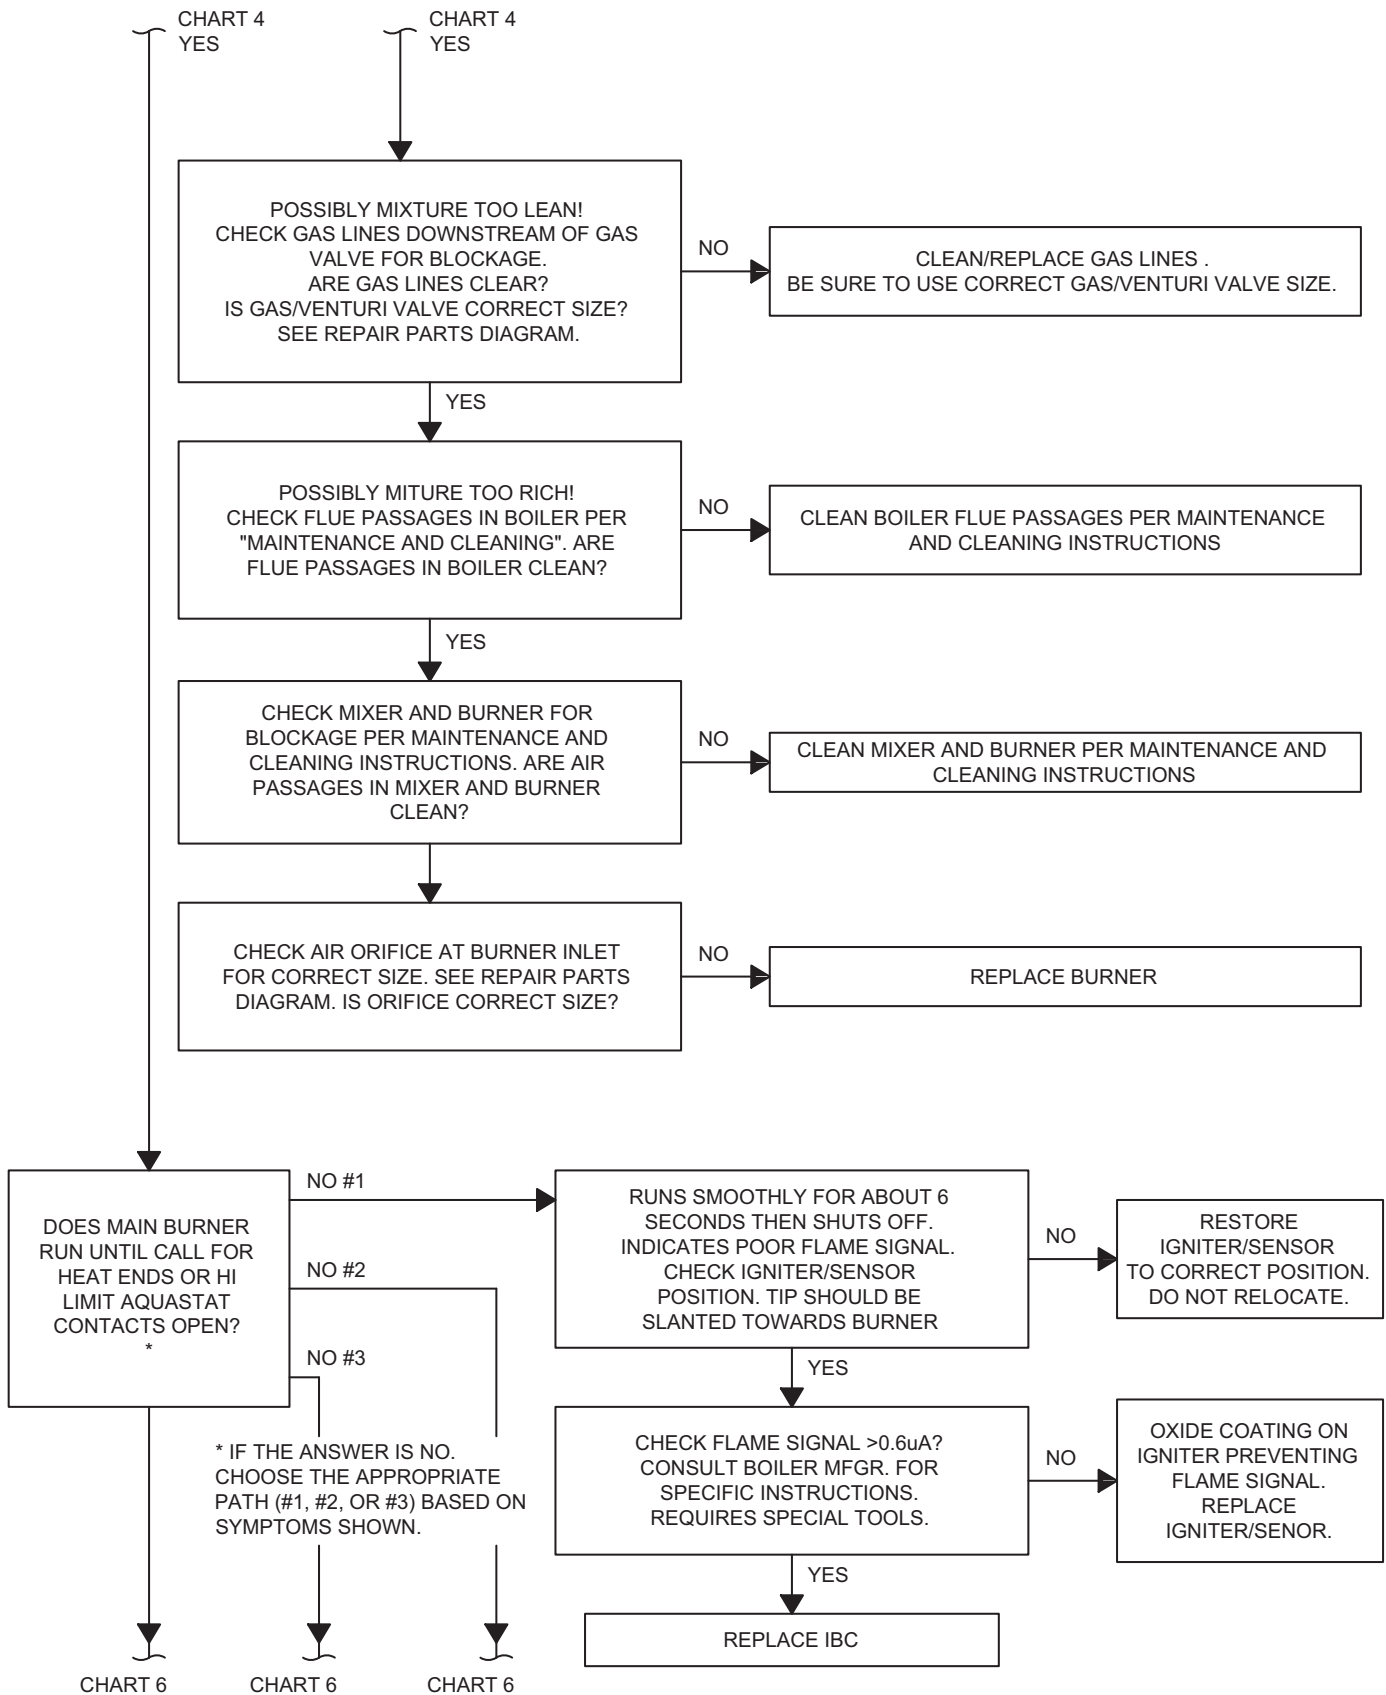 CHART 4
YES
CHART 4
YES
POSSIBLY MIXTURE TOO LEAN!
CHECK GAS LINES DOWNSTREAM OF GAS
VALVE FOR BLOCKAGE.
ARE GAS LINES CLEAR?
IS GAS/VENTURI VALVE CORRECT SIZE?
SEE REPAIR PARTS DIAGRAM.
NO
CLEAN/REPLACE GAS LINES .
BE SURE TO USE CORRECT GAS/VENTURI VALVE SIZE.
YES
POSSIBLY MITURE TOO RICH!
CHECK FLUE PASSAGES IN BOILER PER
"MAINTENANCE AND CLEANING". ARE
FLUE PASSAGES IN BOILER CLEAN?
NO
CLEAN BOILER FLUE PASSAGES PER MAINTENANCE
AND CLEANING INSTRUCTIONS
YES
CHECK MIXER AND BURNER FOR
BLOCKAGE PER MAINTENANCE AND
CLEANING INSTRUCTIONS. ARE AIR
PASSAGES IN MIXER AND BURNER
CLEAN?
NO
CLEAN MIXER AND BURNER PER MAINTENANCE AND
CLEANING INSTRUCTIONS
CHECK AIR ORIFICE AT BURNER INLET
FOR CORRECT SIZE. SEE REPAIR PARTS
DIAGRAM. IS ORIFICE CORRECT SIZE?
NO
REPLACE BURNER
DOES MAIN BURNER
RUN UNTIL CALL FOR
HEAT ENDS OR HI
LIMIT AQUASTAT
CONTACTS OPEN?
*
NO #1
NO #2
NO #3
RUNS SMOOTHLY FOR ABOUT 6
SECONDS THEN SHUTS OFF.
INDICATES POOR FLAME SIGNAL.
CHECK IGNITER/SENSOR
POSITION. TIP SHOULD BE
SLANTED TOWARDS BURNER
NO
RESTORE
IGNITER/SENSOR
TO CORRECT POSITION.
DO NOT RELOCATE.
YES
* IF THE ANSWER IS NO.
CHOOSE THE APPROPRIATE
PATH (#1, #2, OR #3) BASED ON
SYMPTOMS SHOWN.
CHECK FLAME SIGNAL >0.6uA?
CONSULT BOILER MFGR. FOR
SPECIFIC INSTRUCTIONS.
REQUIRES SPECIAL TOOLS.
NO
OXIDE COATING ON
IGNITER PREVENTING
FLAME SIGNAL.
REPLACE
IGNITER/SENOR.
YES
REPLACE IBC
CHART 6
CHART 6
CHART 6